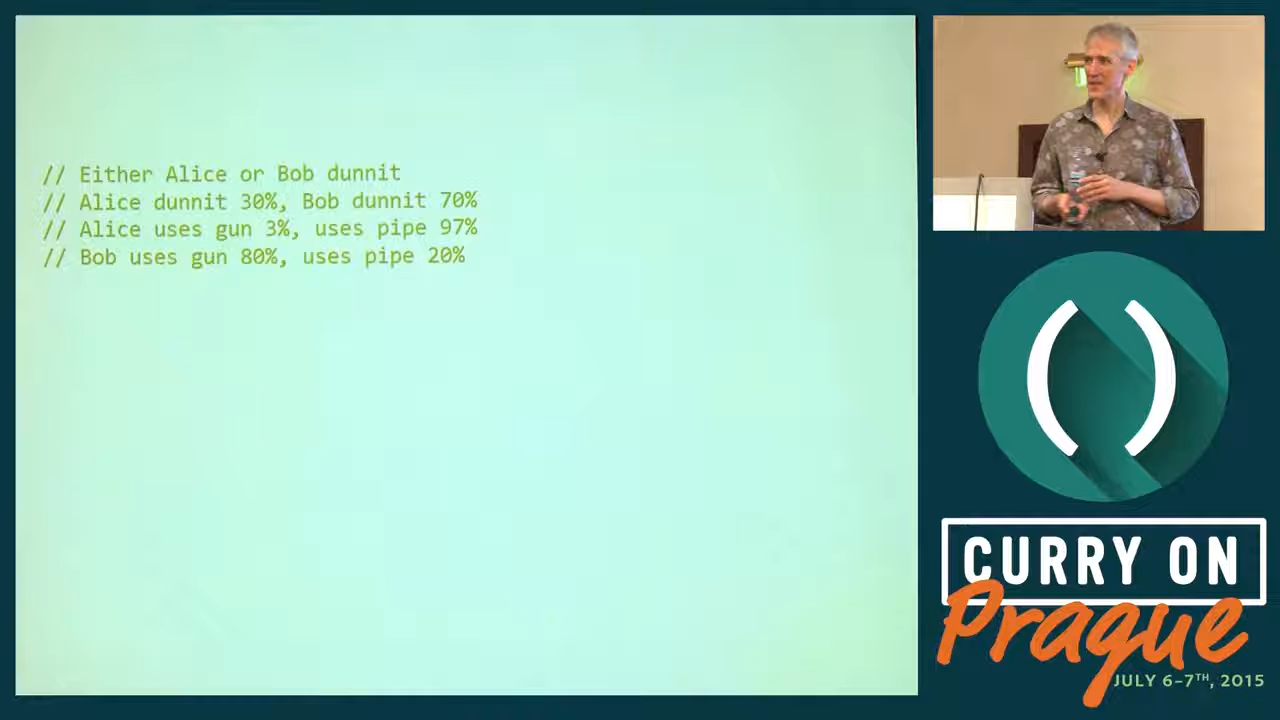 // Either Alice or Bob dunnit
// Alice dunnit 30%, Bob dunnit 70%
// Alice uses gun 3%, uses pipe 97%
// Bob uses gun 80%, uses pipe 20%
( )
CURRY ON
Prague
JULY 6-7TH, 2015